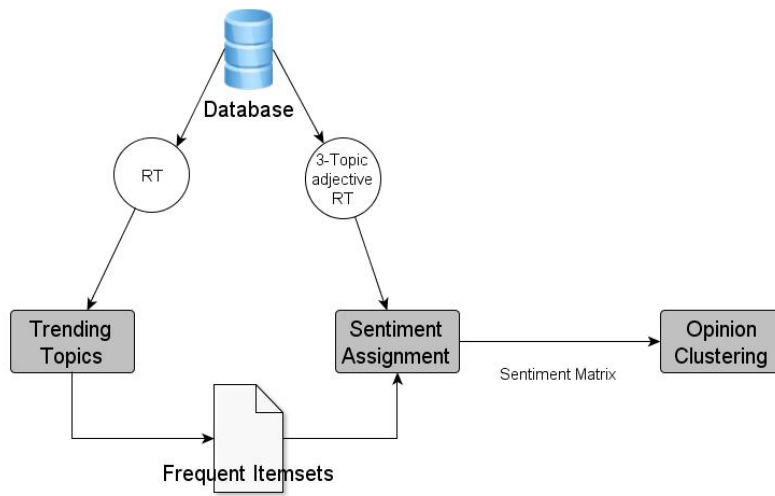 Database
RT
3-Topic
adjective
RT
Trending
Topics
Sentiment
Assignment
Opinion
Clustering
Sentiment Matrix
Frequent Itemsets